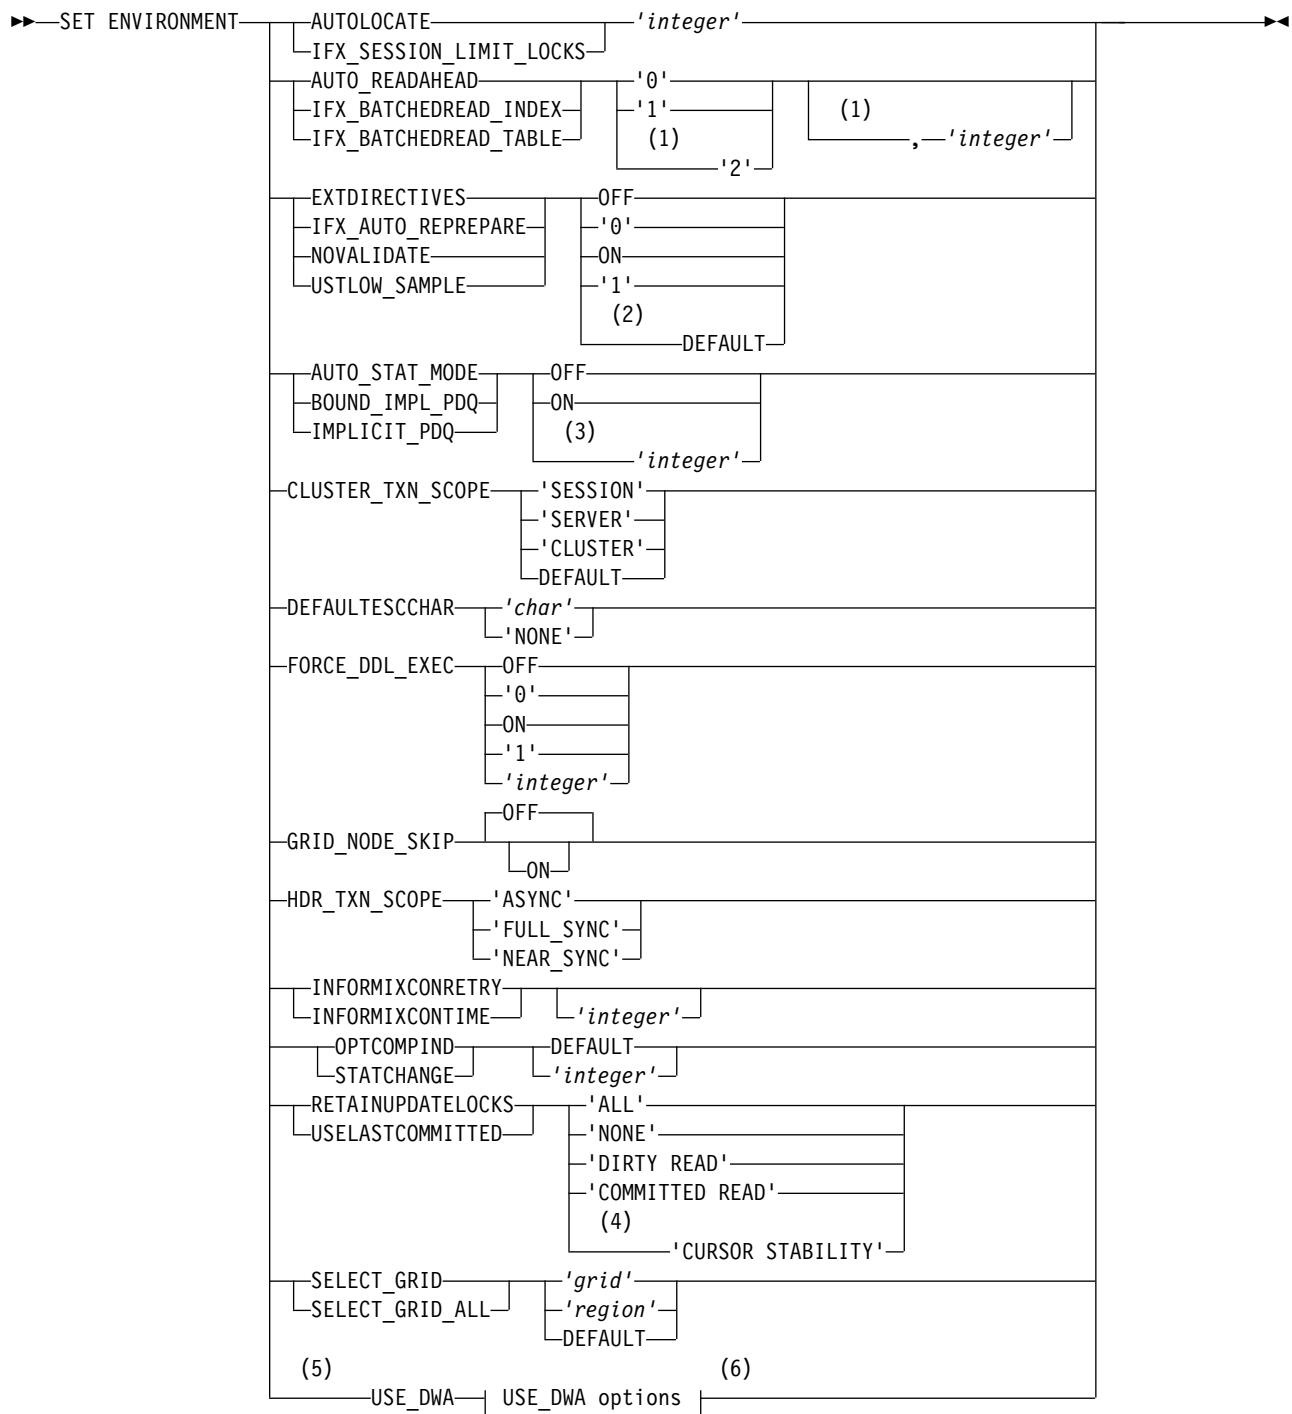 SET ENVIRONMENT AUTOLOCATE 'integer'
IFX_SESSION_LIMIT_LOCKS
AUTO_READAHEAD '0'
IFX_BATCHEDREAD_INDEX '1' (1)
IFX_BATCHEDREAD_TABLE (1) , 'integer'
'2'
EXTDIRECTIVES OFF
IFX_AUTO_REPREPARE '0'
NOVALIDATE ON
USTLOW_SAMPLE '1'
(2)
DEFAULT
AUTO_STAT_MODE OFF
BOUND_IMPL_PDQ ON
IMPLICIT_PDQ (3)
'integer'
CLUSTER_TXN_SCOPE 'SESSION'
'SERVER'
'CLUSTER'
DEFAULT
DEFAULTESCCHAR 'char'
'NONE'
FORCE_DDL_EXEC OFF
'0'
ON
'1'
'integer'
OFF
GRID_NODE_SKIP
ON
HDR_TXN_SCOPE 'ASYNC'
'FULL_SYNC'
'NEAR_SYNC'
INFORMIXCONRETRY
INFORMIXCONTIME 'integer'
OPTCOMPIND DEFAULT
STATCHANGE 'integer'
RETAINUPDATELOCKS 'ALL'
USELASTCOMMITTED 'NONE'
'DIRTY READ'
'COMMITTED READ'
(4)
'CURSOR STABILITY'
SELECT_GRID 'grid'
SELECT_GRID_ALL 'region'
DEFAULT
(5) (6)
USE_DWA USE_DWA options